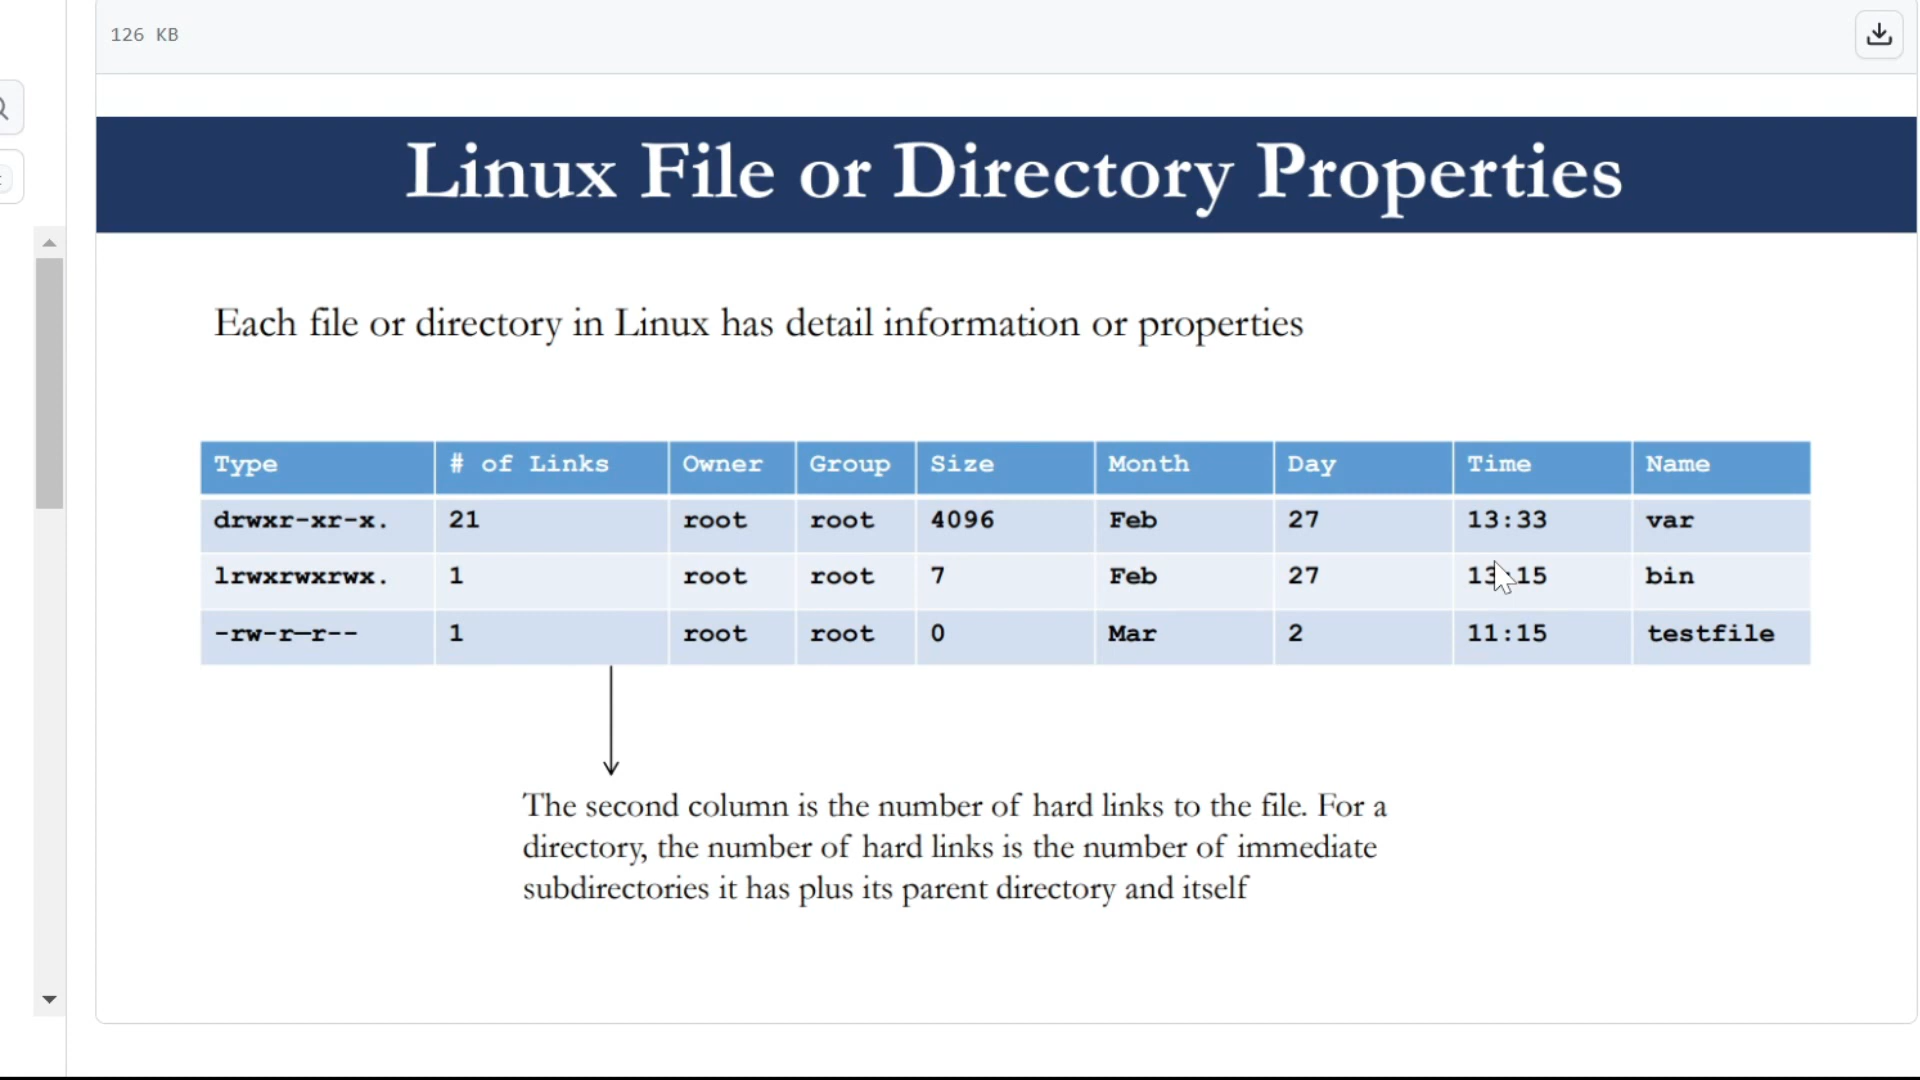 126 KB
Linux File or Directory Properties
Each file or directory in Linux has detail information or properties
Type # of Links Owner Group Size Month Day Time Name
drwxr-xr-x. 21 root root 4096 Feb 27 13:33 var
lrwxrwxrwx. 1 root root 7 Feb 27 13:15 bin
-rw-r—r-- 1 root root 0 Mar 2 11:15 testfile
The second column is the number of hard links to the file. For a
directory, the number of hard links is the number of immediate
subdirectories it has plus its parent directory and itself